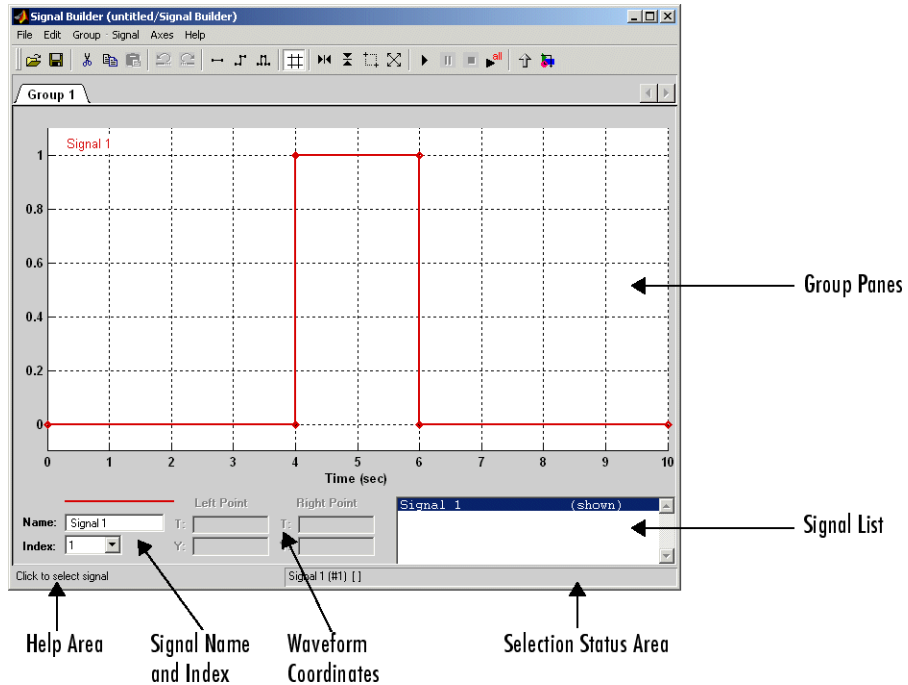 Signal Builder (untitled/Signal Builder)
File Edit Group Signal Axes Help
all
Group 1
Signal 1
1
0.8
0.6
0.4
0.2
0
0 1 2 3 4 5 6 7 8 9 10
Time (sec)
Group Panes
Left Point Right Point
Name: Signal 1 T: T:
Index: 1 Y:
Signal 1 (shown)
Signal List
Click to select signal
Signal 1 (#1) [ ]
Help Area
Signal Name
and Index
Waveform
Coordinates
Selection Status Area